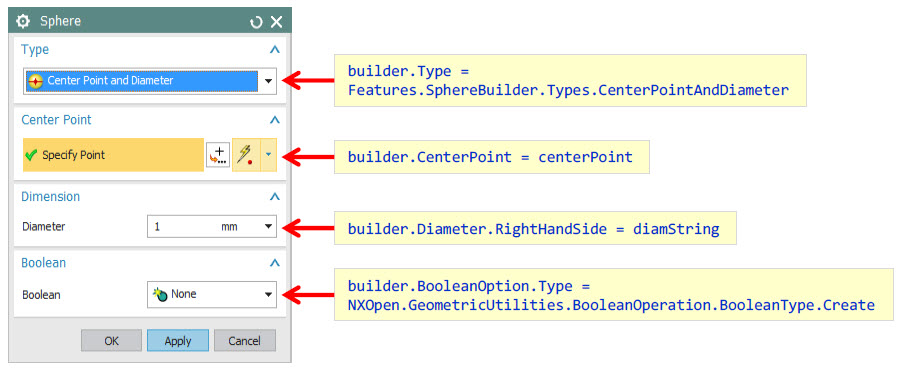 Sphere
Type
Center Point and Diameter
builder.Type =
Features.SphereBuilder.Types.CenterPointAndDiameter
Center Point
Specify Point
builder.CenterPoint = centerPoint
Dimension
Diameter 1 mm
builder.Diameter.RightHandSide = diamString
Boolean
Boolean None
builder.BooleanOption.Type =
NXOpen.GeometricUtilities.BooleanOperation.BooleanType.Create
OK Apply Cancel